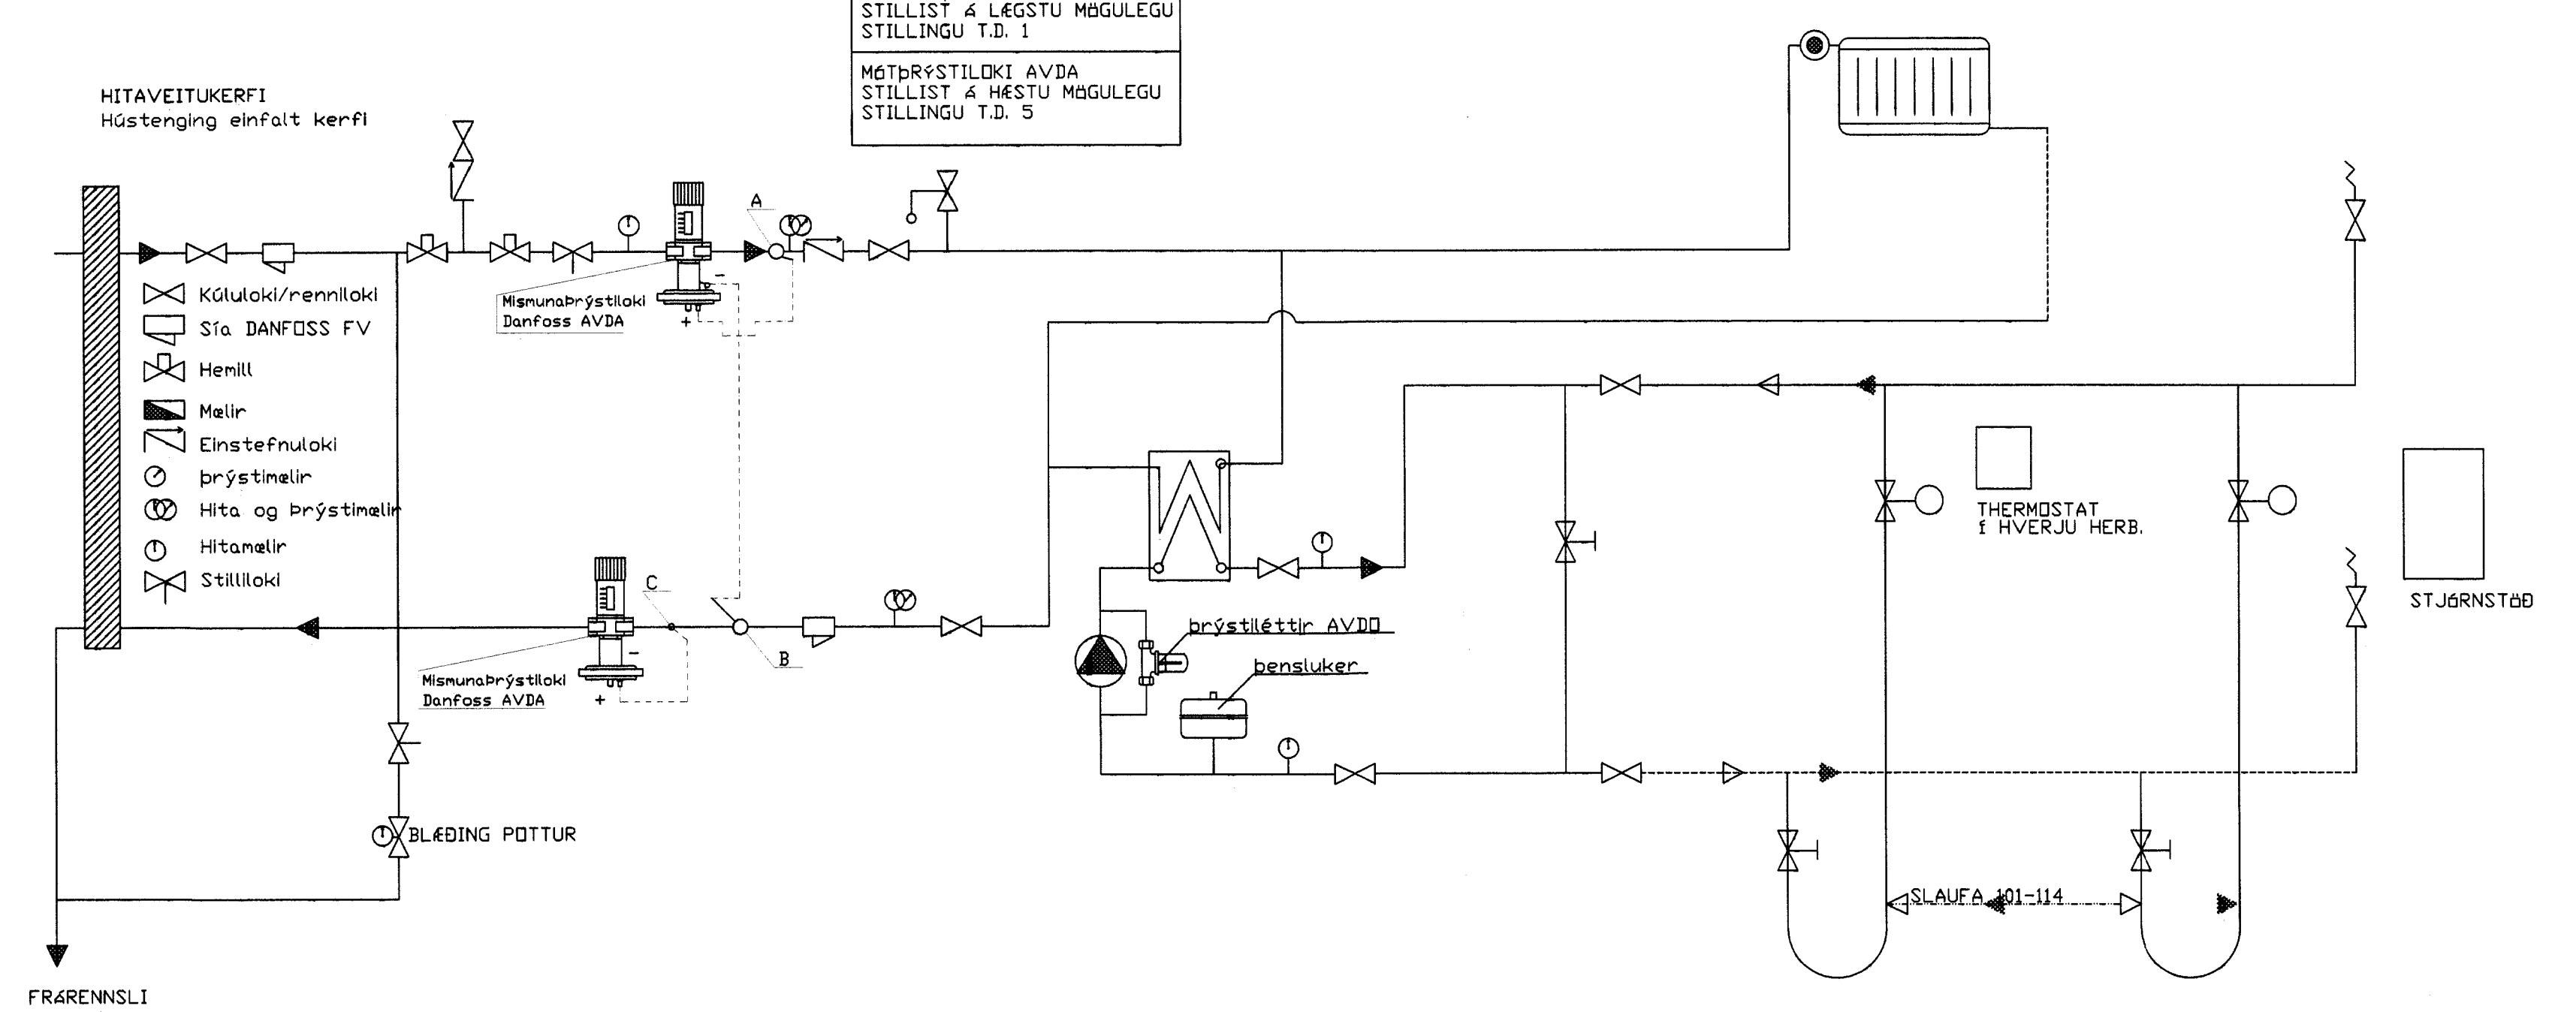 STILLIST Á LÆGSTU MÖGULEGU
STILLINGU T.D. 1
MÓTÞRÝSTILOKI AVDA
STILLIST Á HÆSTU MÖGULEGU
STILLINGU T.D. 5
HITAVEITUKERFI
Hústenging einfalt kerfi
A
Mismunaþrýstiloki
Danfoss AVDA
-
+
Kúluloki/renniloki
Sía DANFOSS FV
Hemill
Mælir
Einstefnuloki
Þrýstimælir
Hita og Þrýstimælir
Hitamælir
Stilliloki
THERMOSTAT
Í HVERJU HERB.
STJÓRNSTÖÐ
C
B
Mismunaþrýstiloki
Danfoss AVDA
-
+
Þrýstiléttir AVDO
Þensluker
BLÆÐING POTTUR
SLAUFA 101-114
FRÁRENNSLI